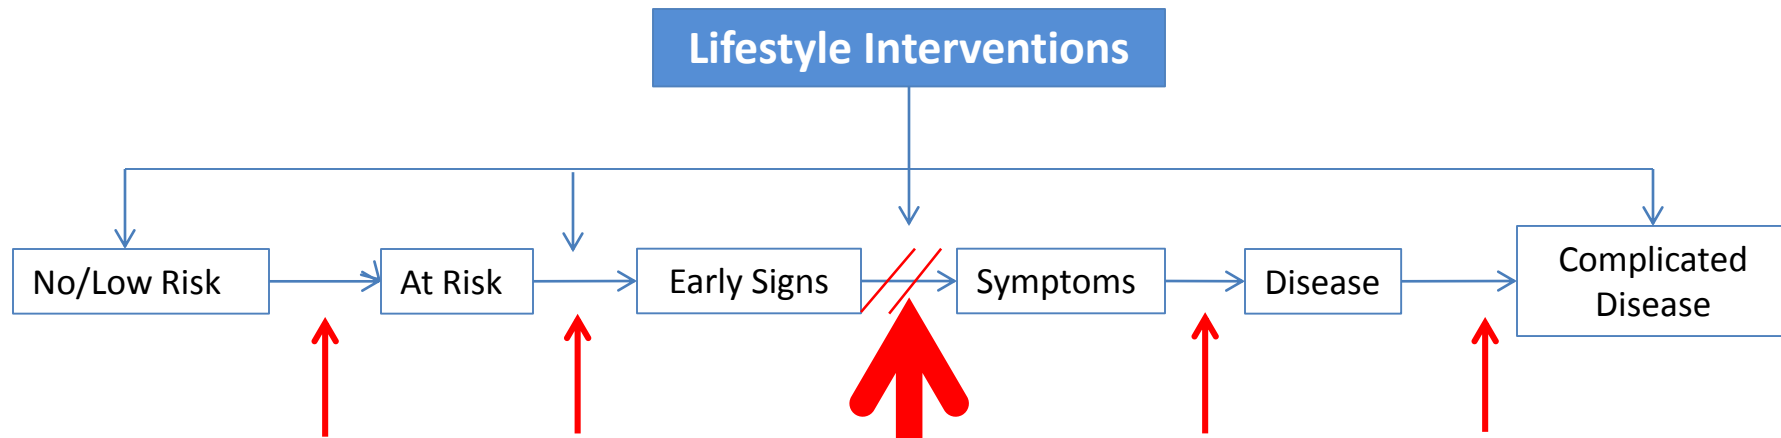 Lifestyle Interventions
No/Low Risk
At Risk
Early Signs
Symptoms
Disease
Complicated
Disease